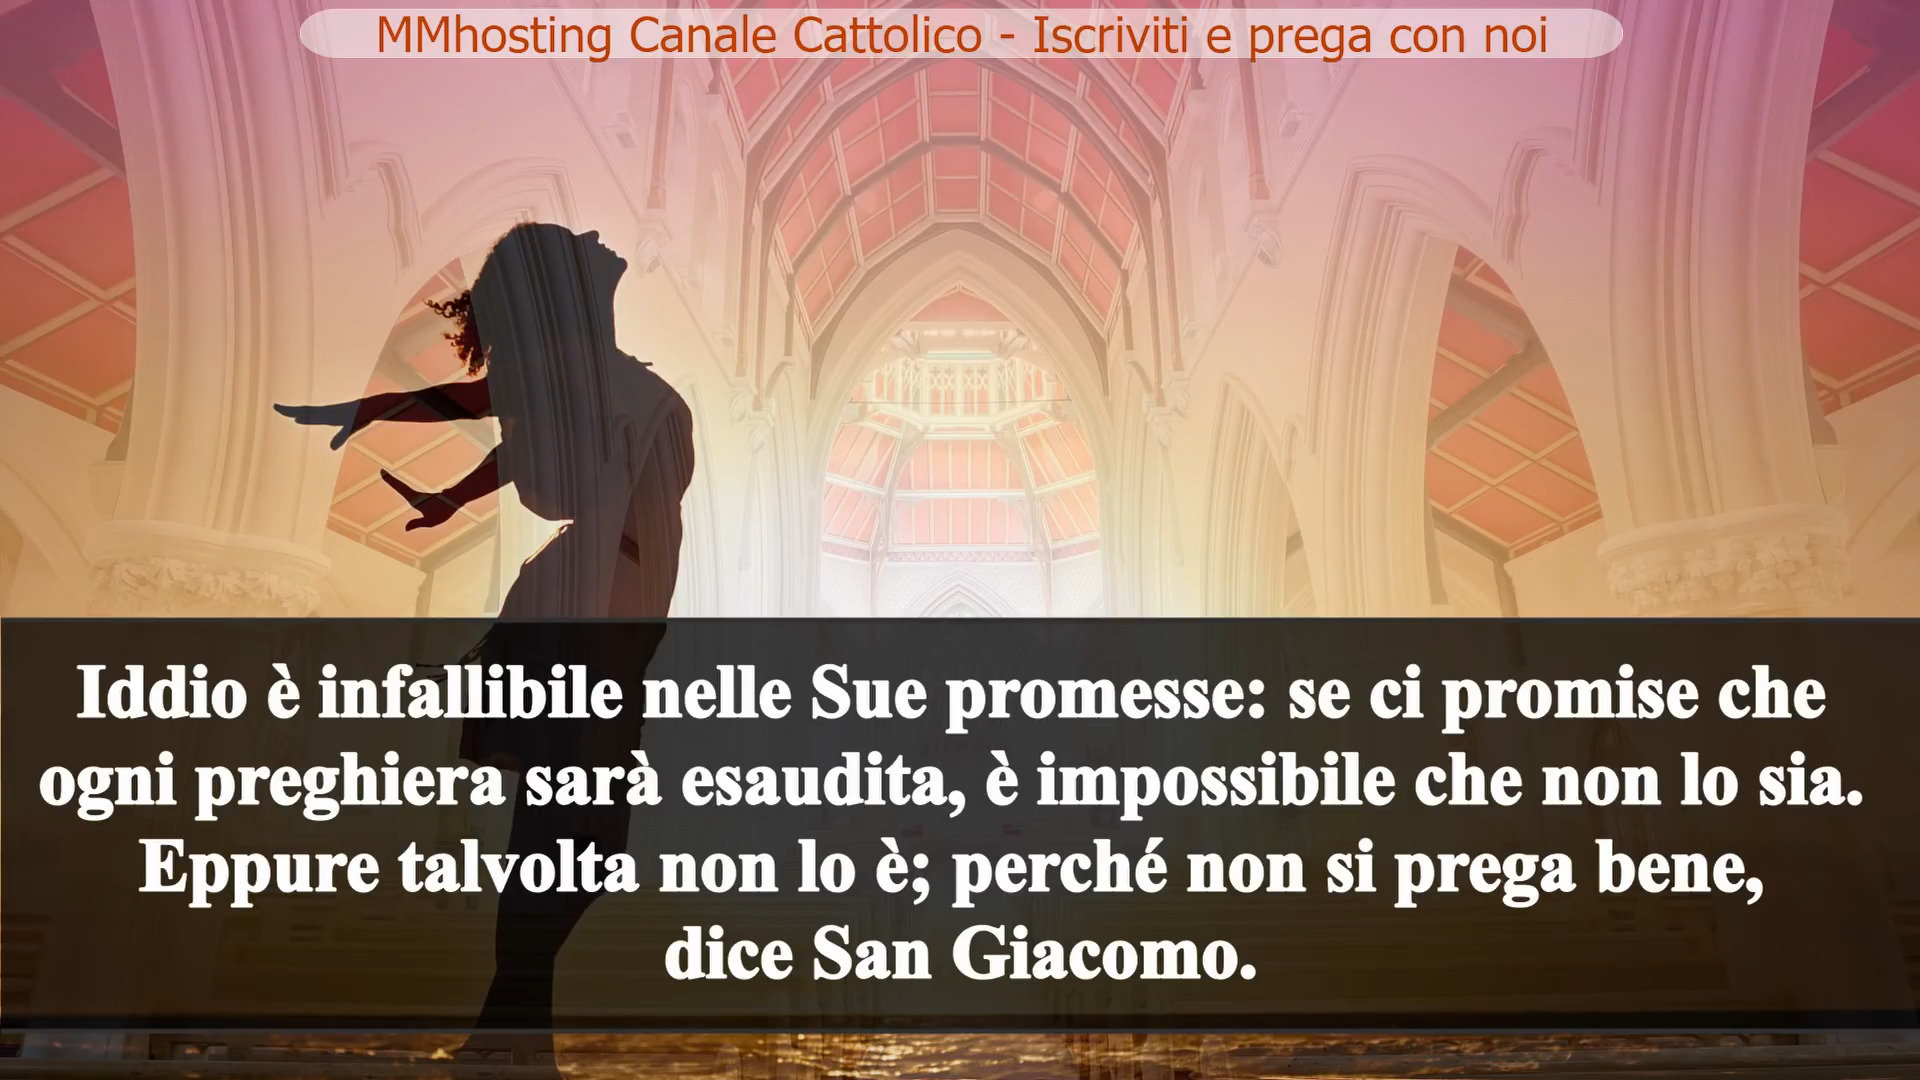 MMhosting Canale Cattolico - Iscriviti e prega con noi
Iddio è infallibile nelle Sue promesse: se ci promise che
ogni preghiera sarà esaudita, è impossibile che non lo sia.
Eppure talvolta non lo è; perché non si prega bene,
dice San Giacomo.